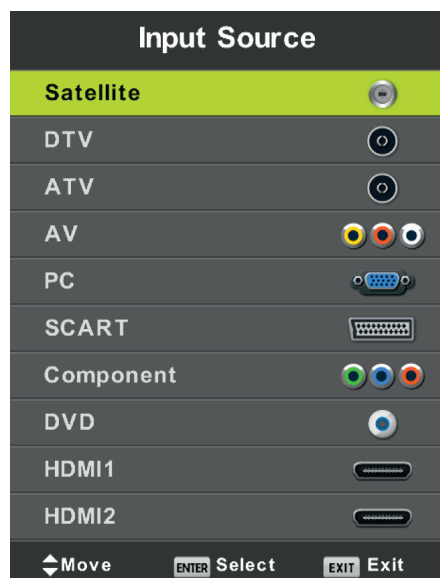 Input Source
Satellite
DTV
ATV
AV
PC
SCART
Component
DVD
HDMI1
HDMI2
Move ENTER Select EXIT Exit